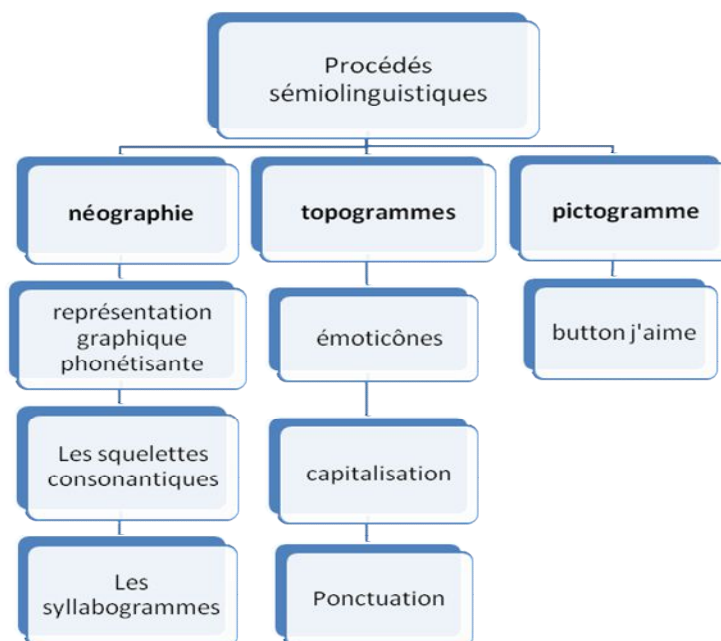 Procédés
sémiolinguistiques
néographie
topogrammes
pictogramme
représentation
graphique
phonétisante
émoticônes
button j'aime
Les squelettes
consonantiques
capitalisation
Les
syllabogrammes
Ponctuation